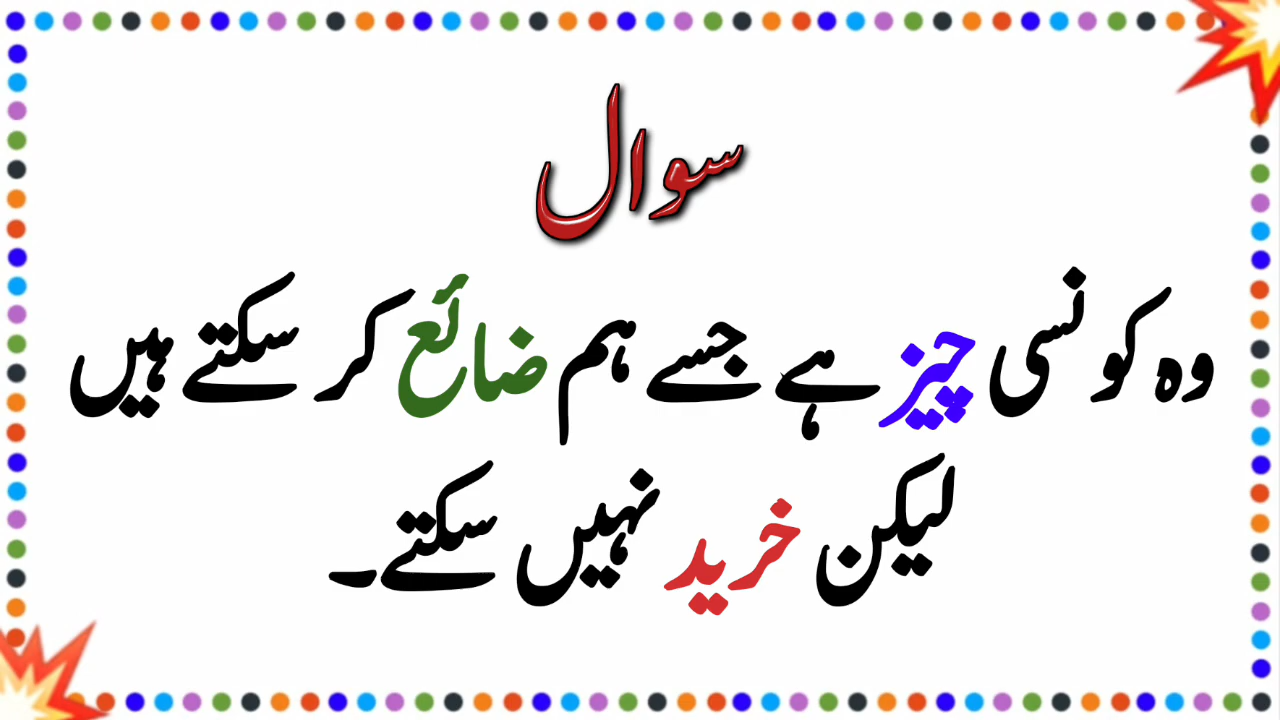 سوال
وہ کونسی چیز ہے جسے ہم ضائع کر سکتے ہیں
لیکن خرید نہیں سکتے۔